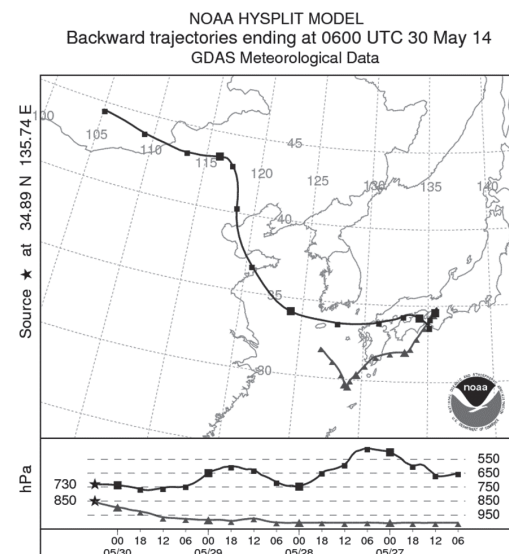 NOAA HYSPLIT MODEL
Backward trajectories ending at 0600 UTC 30 May 14
GDAS Meteorological Data
Source ★ at 34.89 N 135.74 E
100
105
110
115
120
125
130
135
140
45
40
35
30
noaa
hPa
730
850
550
650
750
850
950
00 18 12 06 00 18 12 06 00 18 12 06 00 18 12 06
05/30 05/29 05/28 05/27